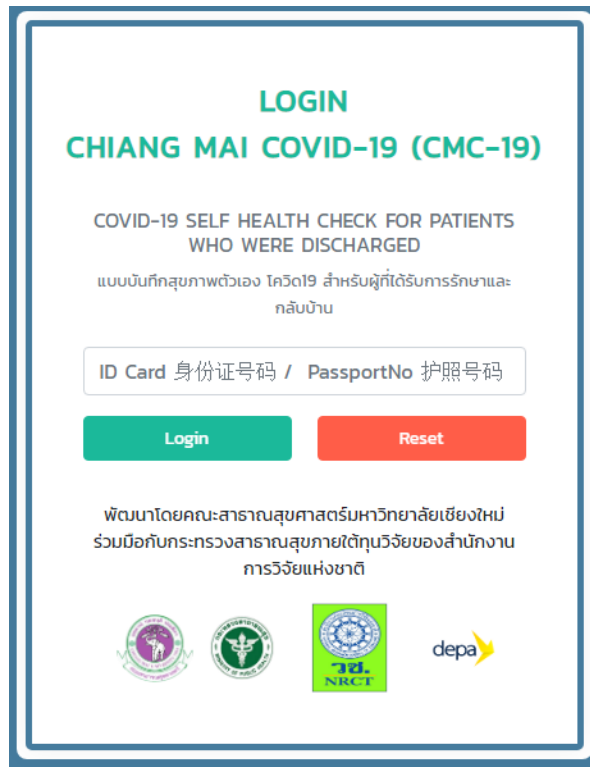 LOGIN
CHIANG MAI COVID-19 (CMC-19)
COVID-19 SELF HEALTH CHECK FOR PATIENTS
WHO WERE DISCHARGED
แบบบันทึกสุขภาพตัวเอง โควิด19 สำหรับผู้ที่ได้รับการรักษาและ
กลับบ้าน
ID Card 身份证号码 / PassportNo 护照号码
Login Reset
พัฒนาโดยคณะสาธาณสุขศาสตร์มหาวิทยาลัยเชียงใหม่
ร่วมมือกับกระทรวงสาธาณสุขภายใต้ทุนวิจัยของสำนักงาน
การวิจัยแห่งชาติ
วช.
NRCT
depa